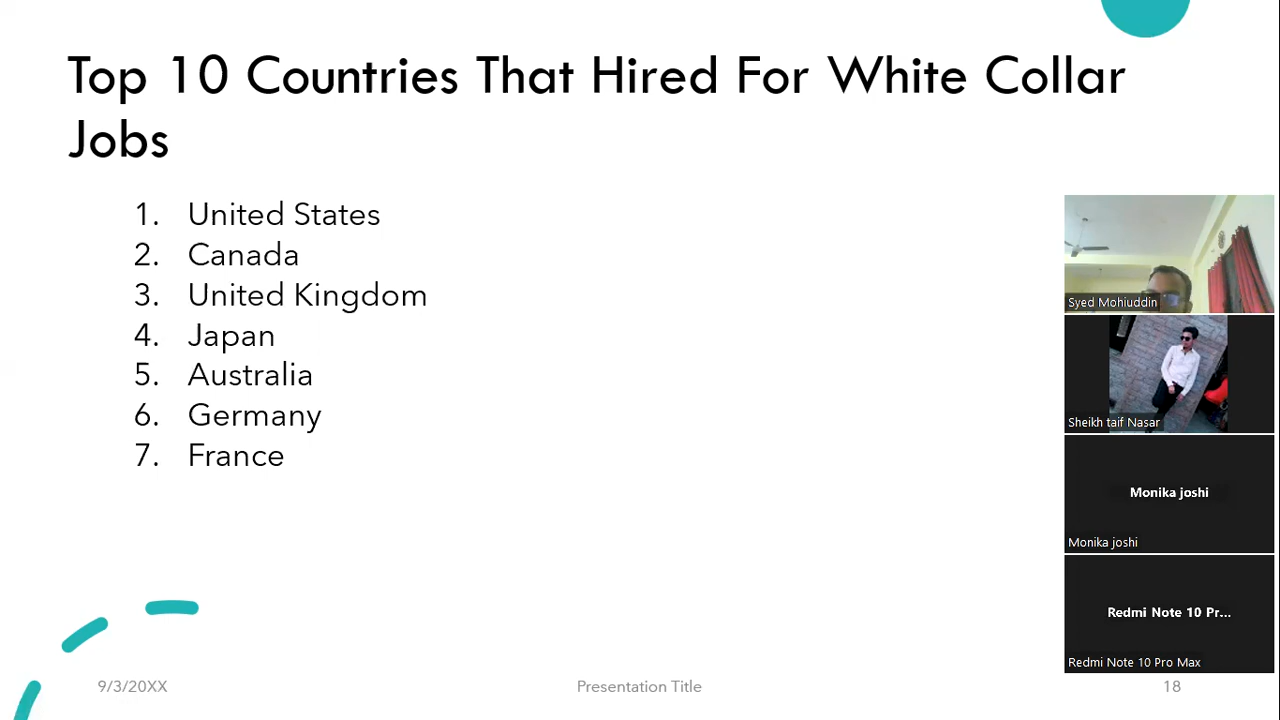 Top 10 Countries That Hired For White Collar
Jobs
1. United States
2. Canada
3. United Kingdom
4. Japan
5. Australia
6. Germany
7. France
Syed Mohiuddin
Sheikh taif Nasar
Monika joshi
Monika joshi
Redmi Note 10 Pr...
Redmi Note 10 Pro Max
9/3/20XX
Presentation Title
18